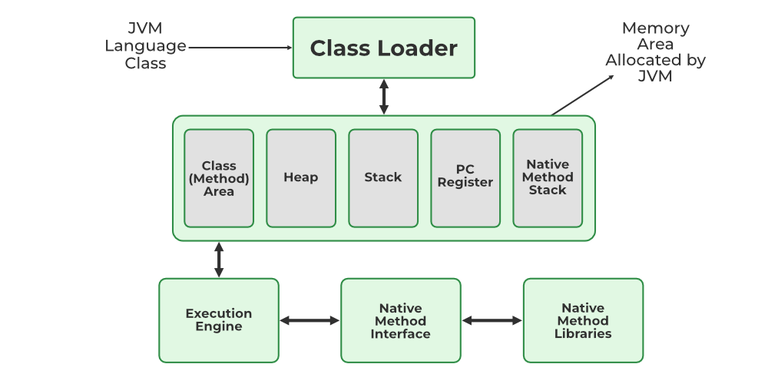 JVM
Language
Class
Class Loader
Memory
Area
Allocated by
JVM
Class
(Method)
Area
Heap
Stack
PC
Register
Native
Method
Stack
Execution
Engine
Native
Method
Interface
Native
Method
Libraries